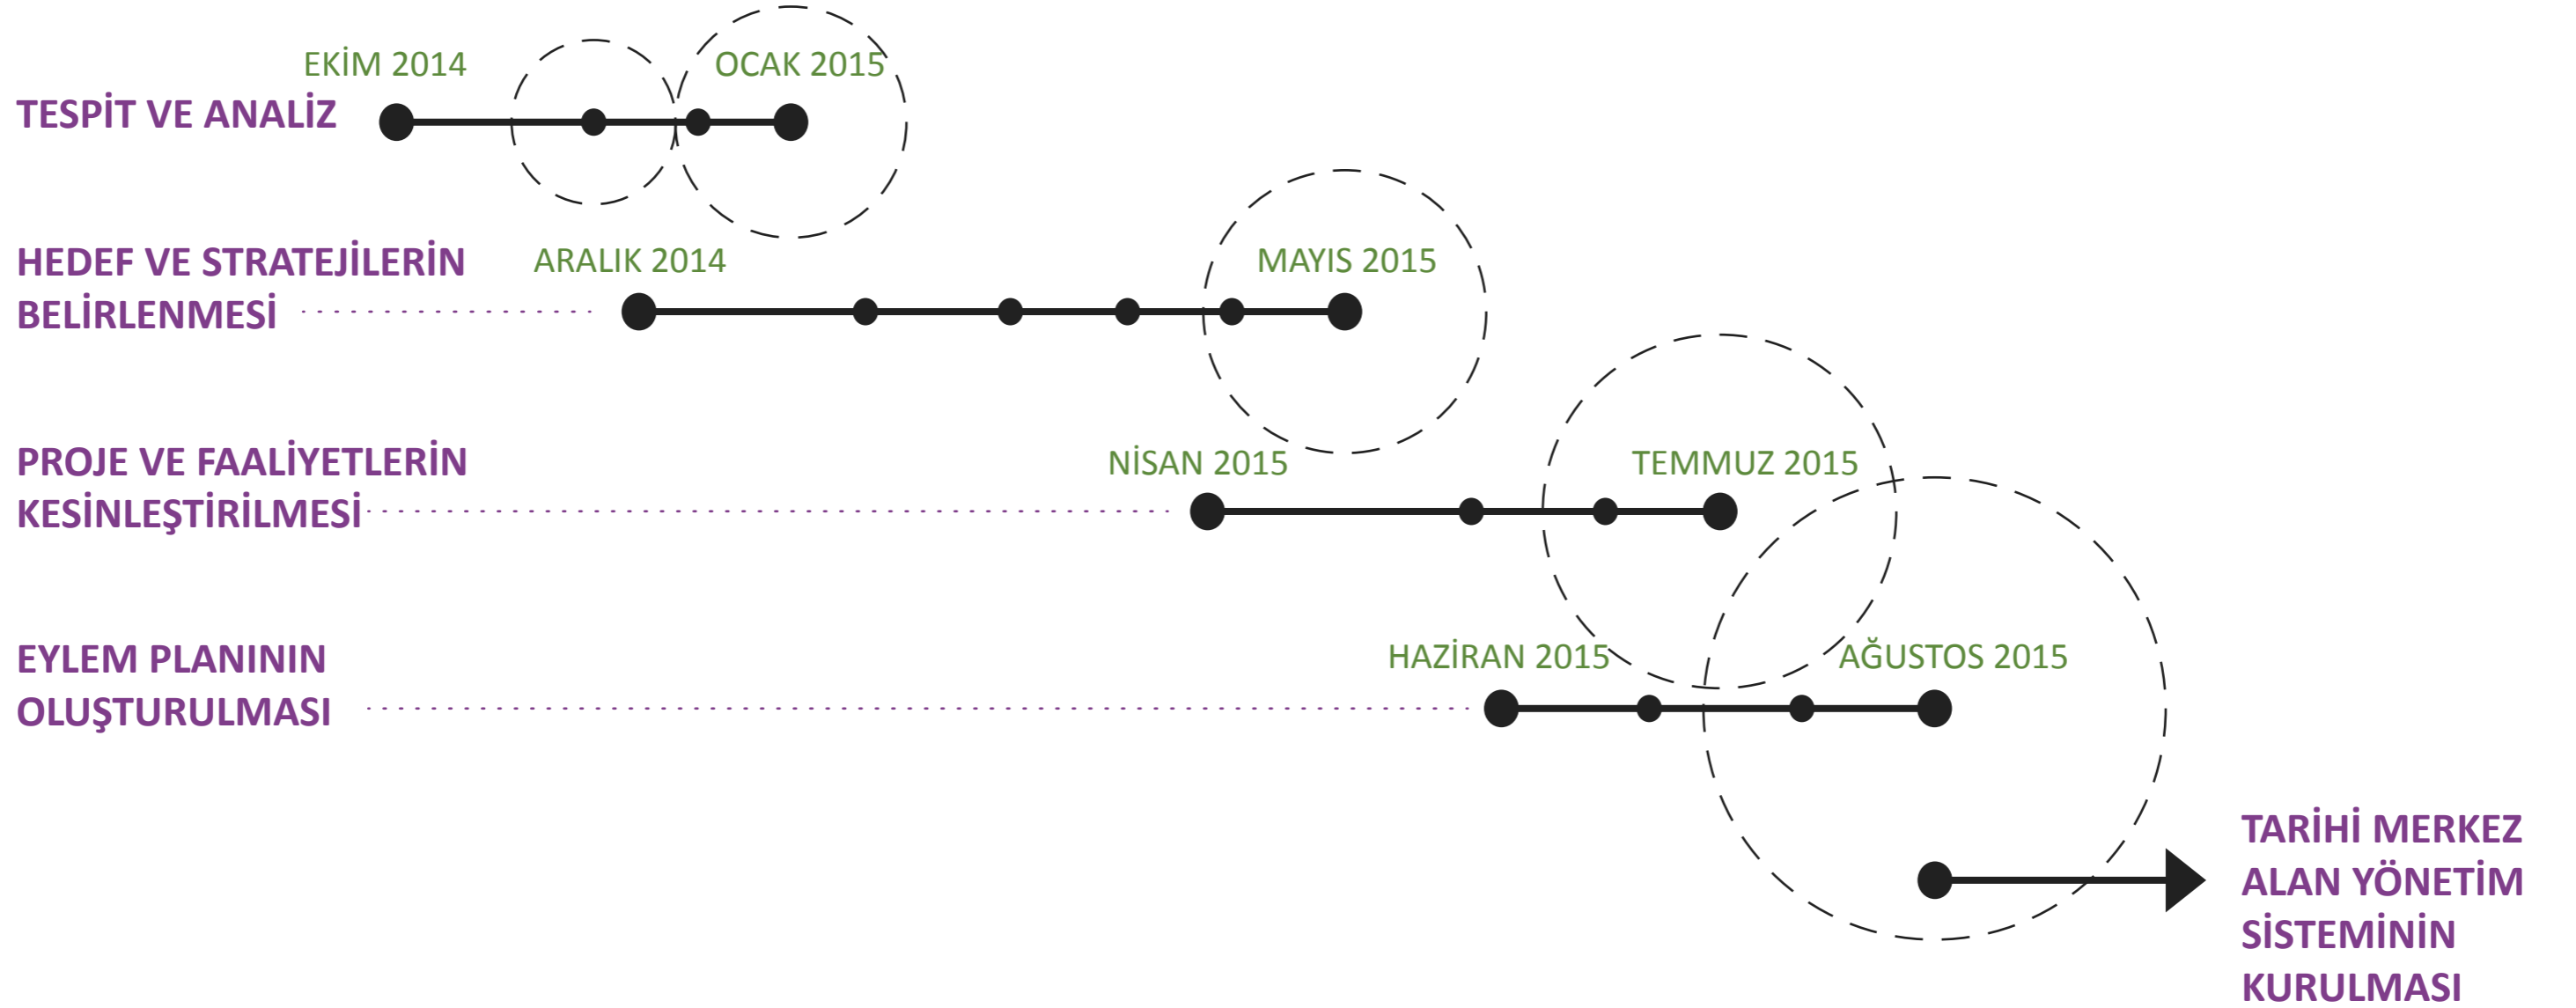 EKİM 2014
OCAK 2015
TESPİT VE ANALİZ
HEDEF VE STRATEJİLERİN
BELİRLENMESİ
ARALIK 2014
MAYIS 2015
PROJE VE FAALİYETLERİN
KESİNLEŞTİRİLMESİ
NİSAN 2015
TEMMUZ 2015
EYLEM PLANININ
OLUŞTURULMASI
HAZİRAN 2015
AĞUSTOS 2015
TARİHİ MERKEZ
ALAN YÖNETİM
SİSTEMİNİN
KURULMASI